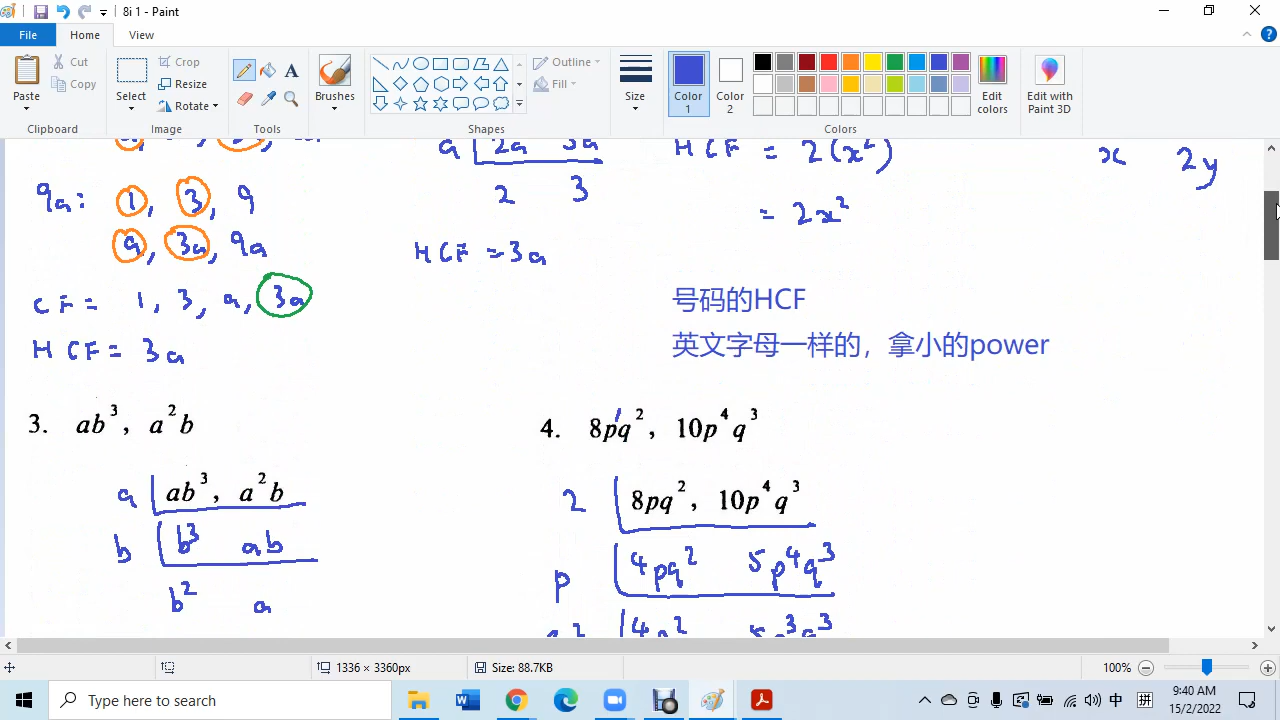 8i 1 - Paint
File Home View
Paste Cut Copy Clipboard
Select Crop Resize Rotate Image
Tools
Brushes
Outline Fill Shapes
Size
Color 1 Color 2 Edit colors Colors
Edit with Paint 3D
9a: 1, 3, 9
a, 3a, 9a
CF = 1, 3, a, 3a
HCF = 3a
a 2a 3a
2 3
HCF = 3a
HCF = 2(x²)
= 2x²
x 2y
号码的HCF
英文字母一样的，拿小的power
3. ab³, a²b
a ab³, a²b
b b³ ab
b² a
4. 8p¹q², 10p⁴q³
2 8pq², 10p⁴q³
p 4pq² 5p⁴q³
4q² 5p³q³
1336 × 3360px Size: 88.7KB 100%
Type here to search
中 拼 9:40 AM
15/2/2022